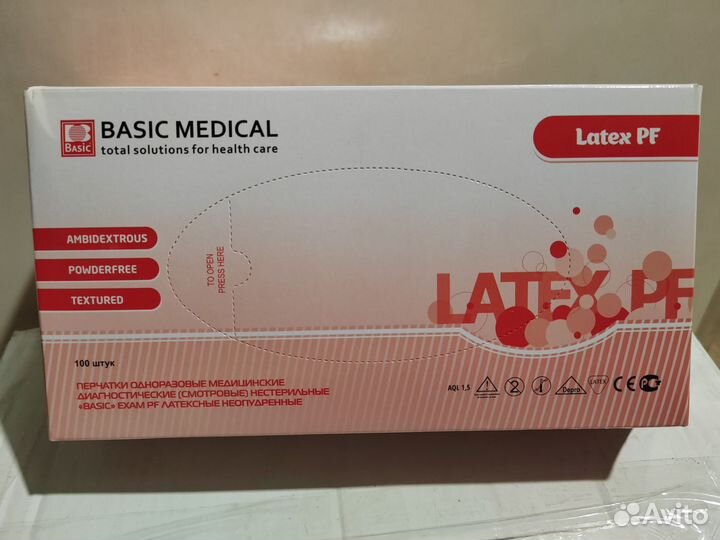 BASIC
BASIC MEDICAL
total solutions for health care
Latex PF
AMBIDEXTROUS
POWDERFREE
TEXTURED
TO OPEN
PRESS HERE
LATEX PF
100 штук
ПЕРЧАТКИ ОДНОРАЗОВЫЕ МЕДИЦИНСКИЕ
ДИАГНОСТИЧЕСКИЕ (СМОТРОВЫЕ) НЕСТЕРИЛЬНЫЕ
«BASIC» EXAM PF ЛАТЕКСНЫЕ НЕОПУДРЕННЫЕ
AQL 1,5
2
Depro
LATEX
CE
Avito